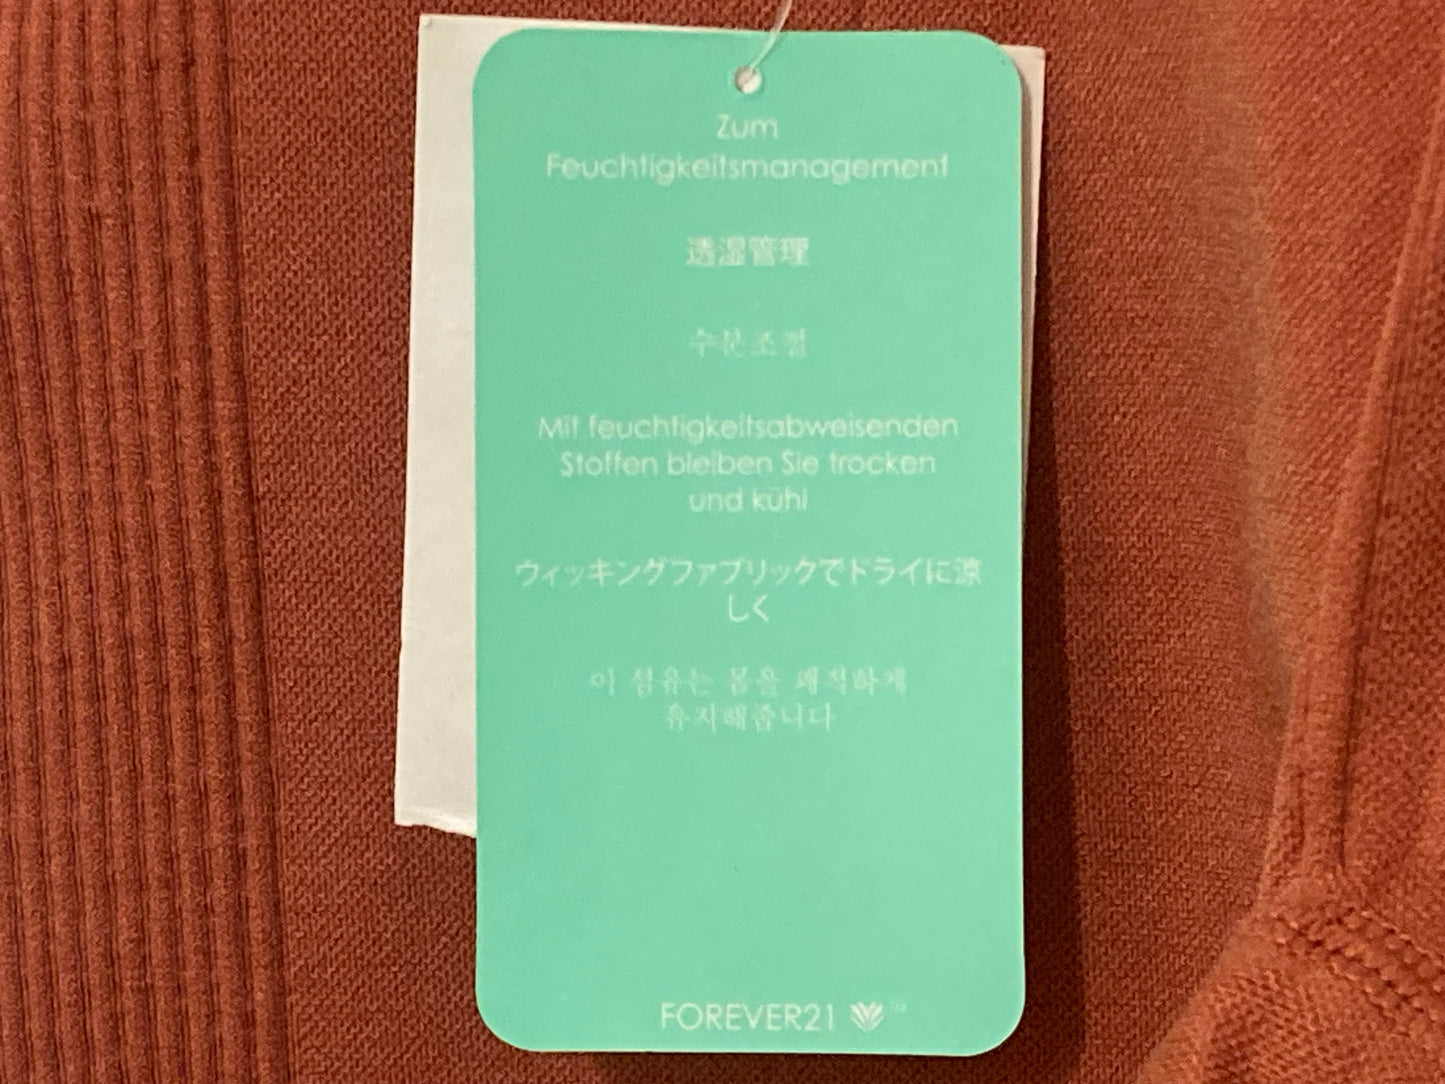 Zum
Feuchtigkeitsmanagement
透湿管理
수분조절
Mit feuchtigkeitsabweisenden
Stoffen bleiben Sie trocken
und kühl
ウィッキングファブリックでドライに涼
しく
이 섬유는 몸을 쾌적하게
유지해줍니다
FOREVER21 ™